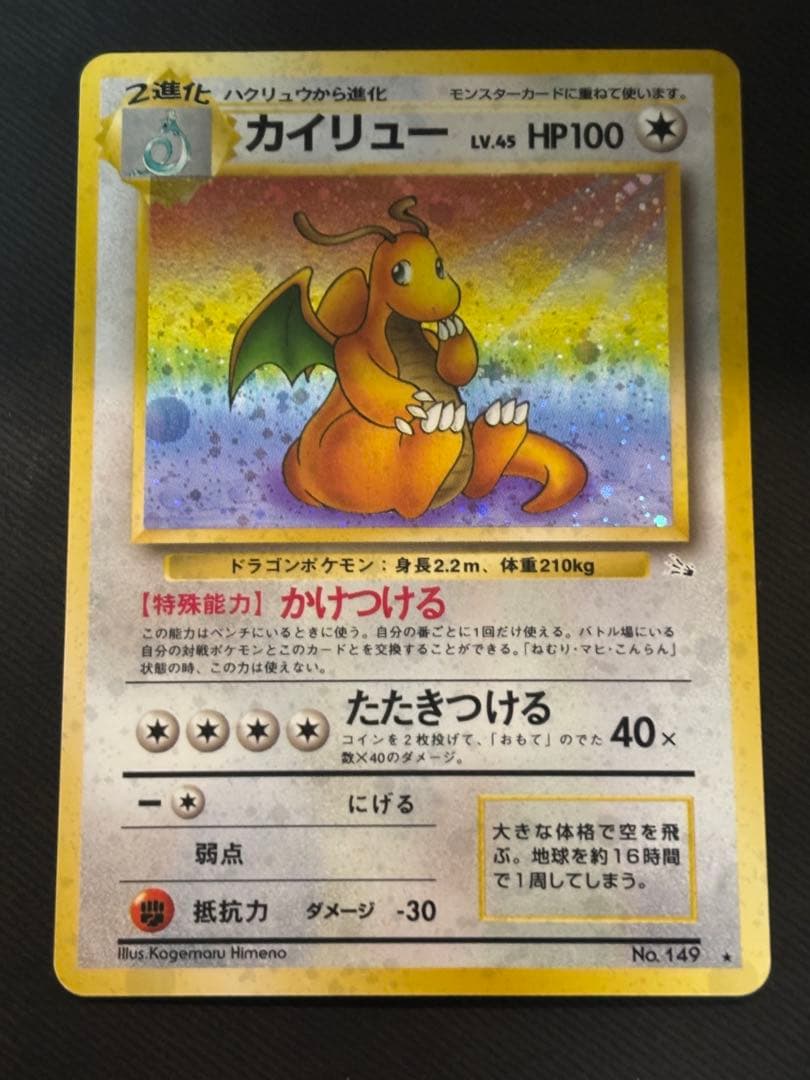 2進化 ハクリュウから進化 モンスターカードに重ねて使います。
カイリュー LV.45 HP100
ドラゴンポケモン：身長2.2m、体重210kg
【特殊能力】かけつける
この能力はベンチにいるときに使う。自分の番ごとに1回だけ使える。バトル場にいる
自分の対戦ポケモンとこのカードとを交換することができる。「ねむり・マヒ・こんらん」
状態の時、この力は使えない。
たたきつける
コインを2枚投げて、「おもて」のでた
数×40のダメージ。
40×
− にげる
弱点
抵抗力 ダメージ -30
大きな体格で空を飛
ぶ。地球を約16時間
で1周してしまう。
Illus.Kagemaru Himeno
No. 149 ★